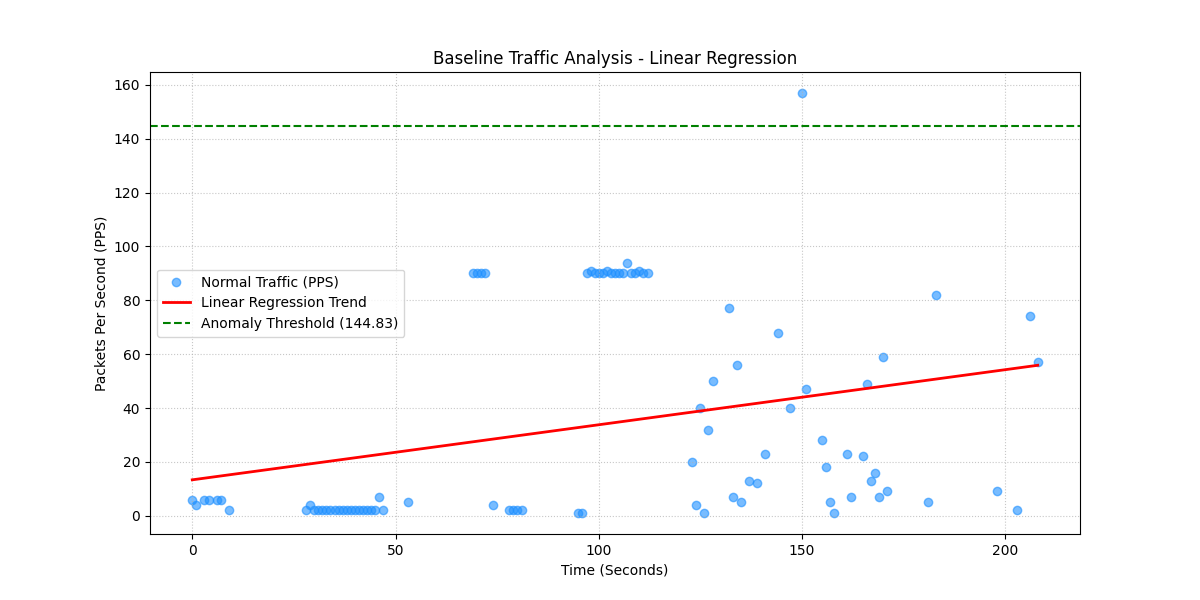 Baseline Traffic Analysis - Linear Regression
160
140
120
100
80
60
40
20
0
Packets Per Second (PPS)
Normal Traffic (PPS)
Linear Regression Trend
Anomaly Threshold (144.83)
0 50 100 150 200
Time (Seconds)